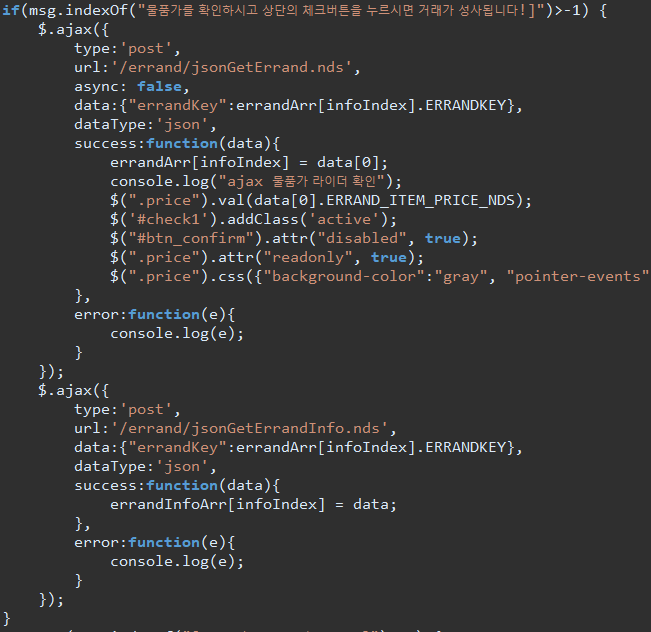 if(msg.indexOf("물품가를 확인하시고 상단의 체크버튼을 누르시면 거래가 성사됩니다!]")>-1) {
$.ajax({
type:'post',
url:'/errand/jsonGetErrand.nds',
async: false,
data:{"errandKey":errandArr[infoIndex].ERRANDKEY},
dataType:'json',
success:function(data){
errandArr[infoIndex] = data[0];
console.log("ajax 물품가 라이더 확인");
$(".price").val(data[0].ERRAND_ITEM_PRICE_NDS);
$('#check1').addClass('active');
$("#btn_confirm").attr("disabled", true);
$(".price").attr("readonly", true);
$(".price").css({"background-color":"gray", "pointer-events"
},
error:function(e){
console.log(e);
}
});
$.ajax({
type:'post',
url:'/errand/jsonGetErrandInfo.nds',
data:{"errandKey":errandArr[infoIndex].ERRANDKEY},
dataType:'json',
success:function(data){
errandInfoArr[infoIndex] = data;
},
error:function(e){
console.log(e);
}
});
}